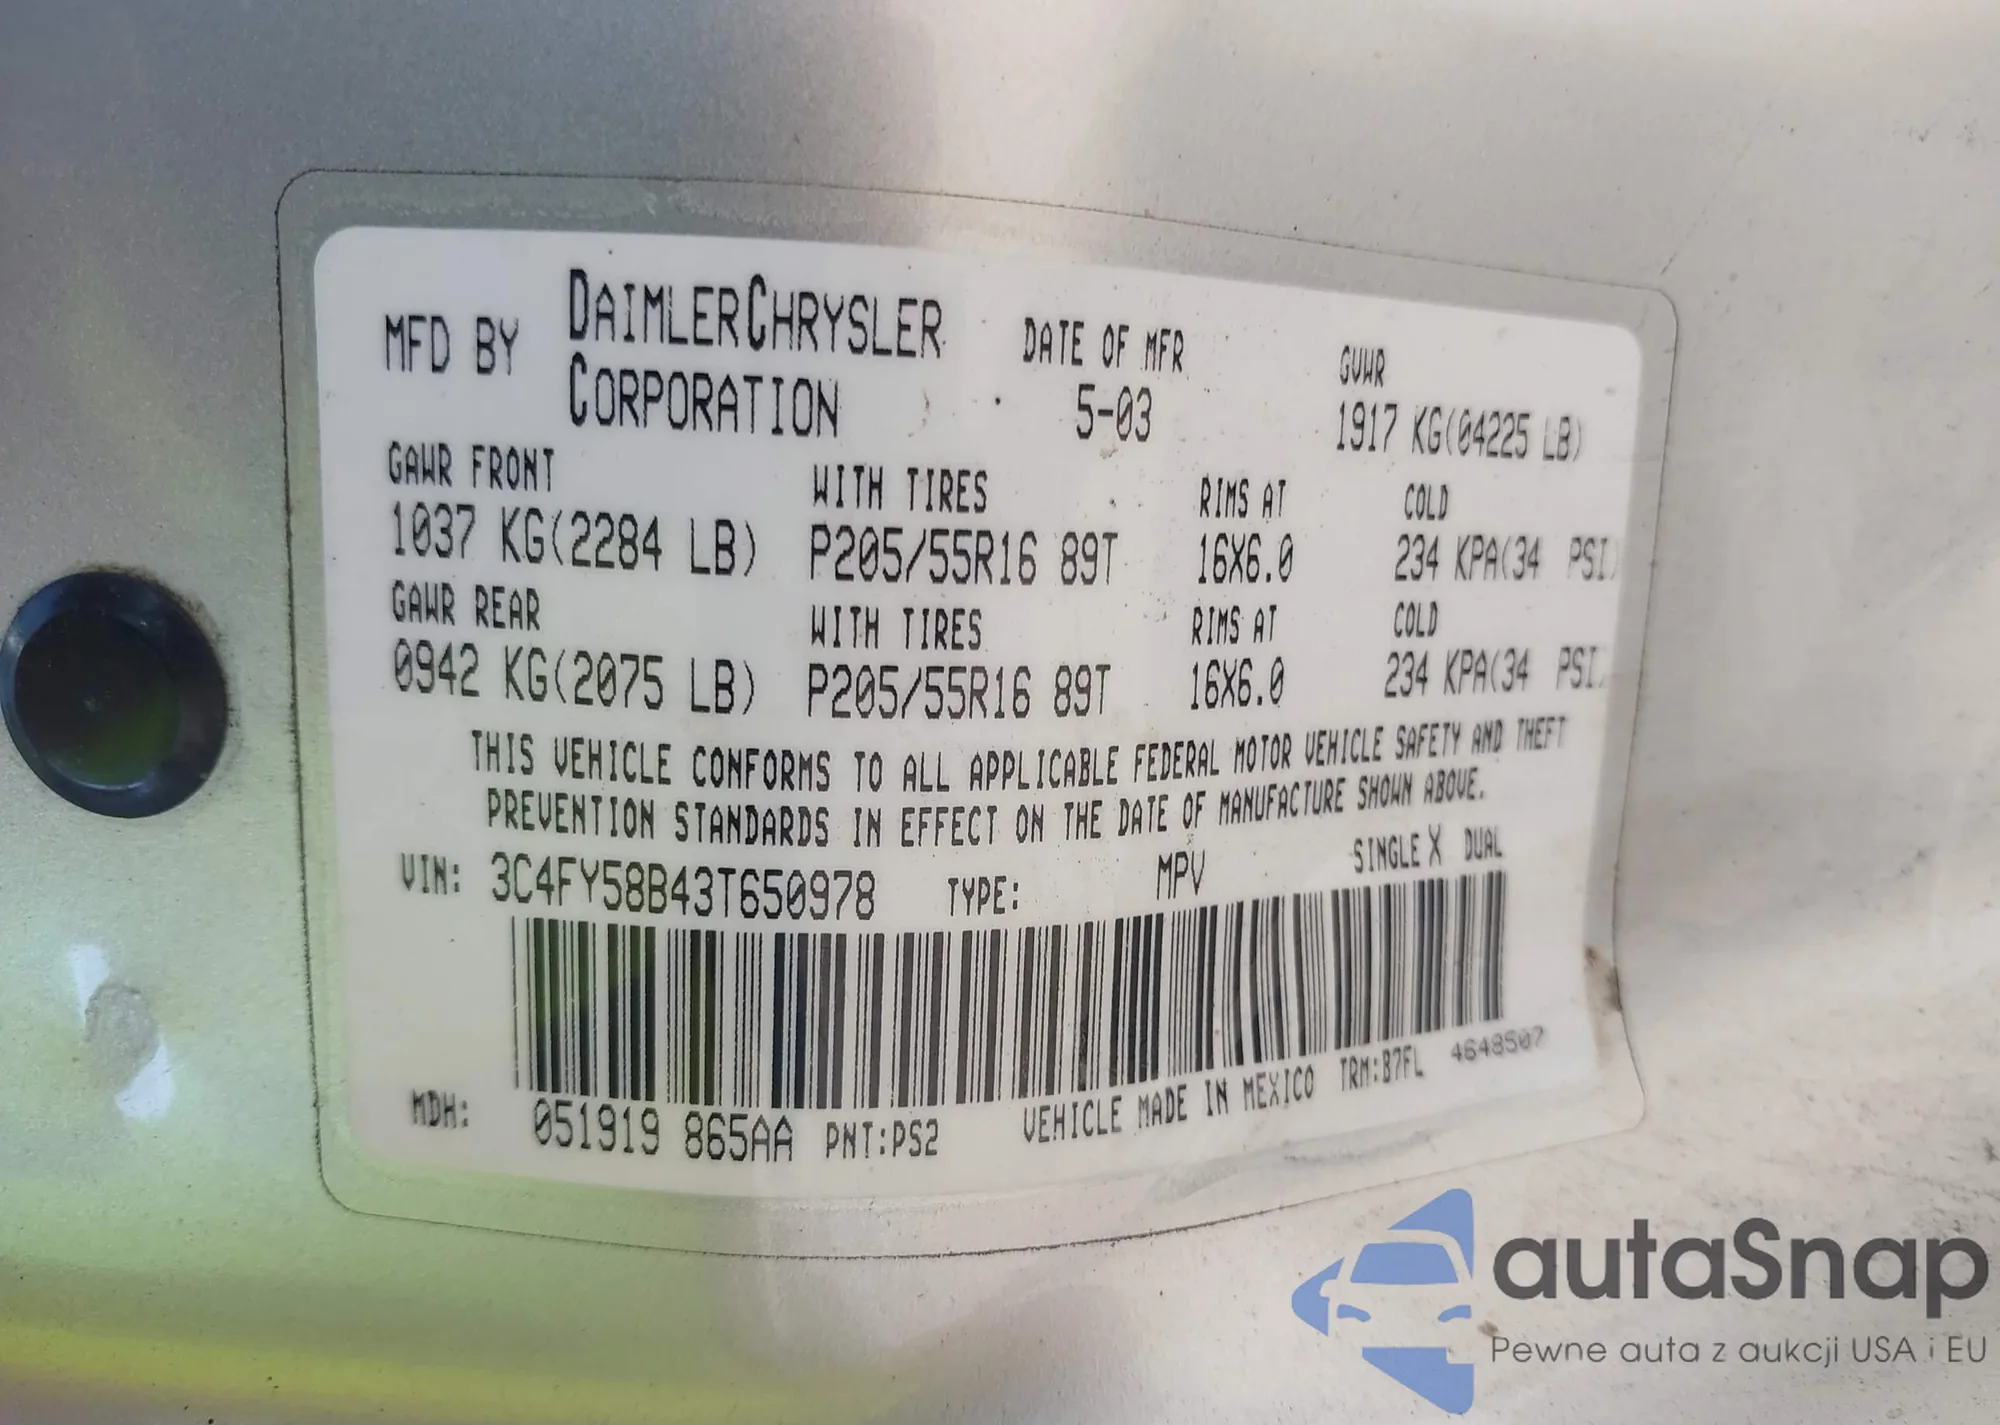 MFD BY DAIMLERCHRYSLER CORPORATION
DATE OF MFR 5-03
GVWR 1917 KG(04225 LB)
GAWR FRONT WITH TIRES RIMS AT COLD
1037 KG(2284 LB) P205/55R16 89T 16X6.0 234 KPA(34 PSI)
GAWR REAR WITH TIRES RIMS AT COLD
0942 KG(2075 LB) P205/55R16 89T 16X6.0 234 KPA(34 PSI)
THIS VEHICLE CONFORMS TO ALL APPLICABLE FEDERAL MOTOR VEHICLE SAFETY AND THEFT
PREVENTION STANDARDS IN EFFECT ON THE DATE OF MANUFACTURE SHOWN ABOVE.
VIN: 3C4FY58B43T650978 TYPE: MPV SINGLE X DUAL
MDH: 051919 865AA PNT:PS2 VEHICLE MADE IN MEXICO TRM:B7FL 4648507
autaSnap
Pewne auta z aukcji USA i EU